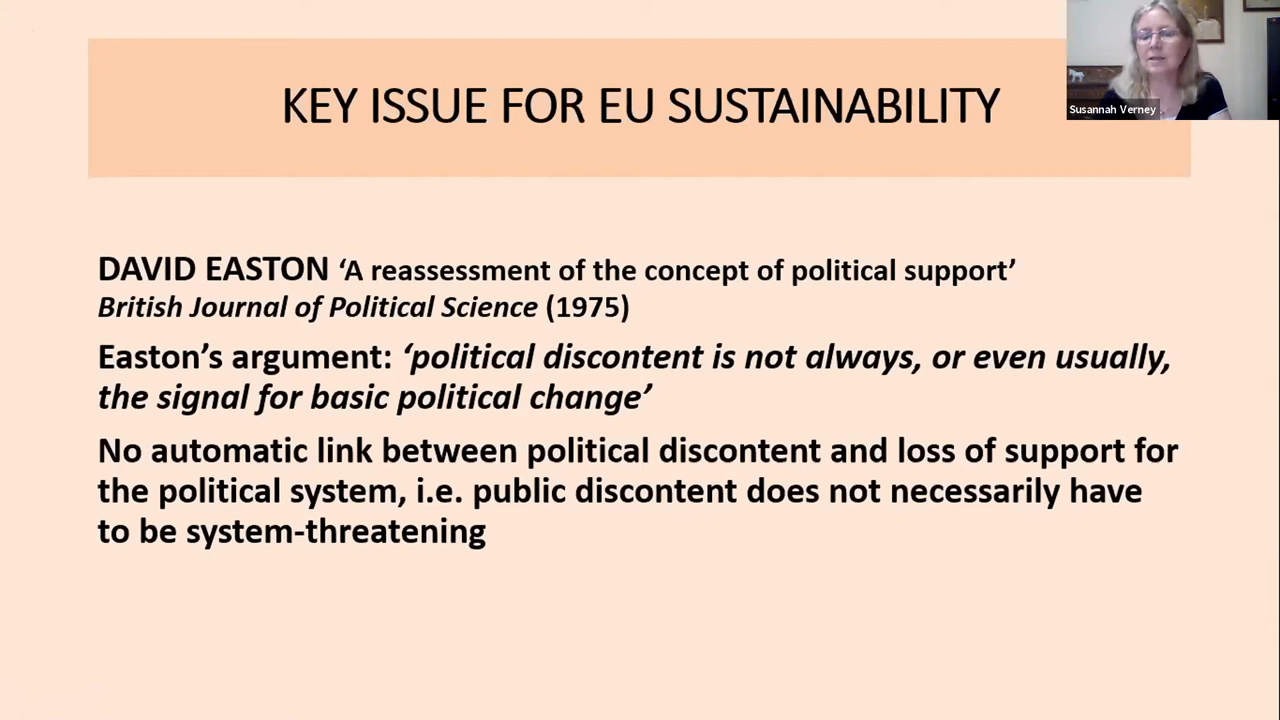 KEY ISSUE FOR EU SUSTAINABILITY
Susannah Verney
DAVID EASTON ‘A reassessment of the concept of political support’
British Journal of Political Science (1975)
Easton’s argument: ‘political discontent is not always, or even usually,
the signal for basic political change’
No automatic link between political discontent and loss of support for
the political system, i.e. public discontent does not necessarily have
to be system-threatening